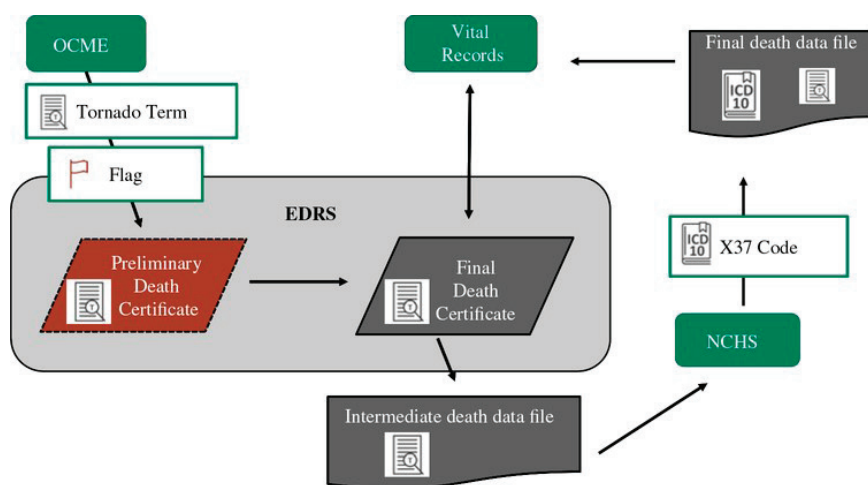 OCME
Tornado Term
Flag
EDRS
Preliminary
Death
Certificate
Final
Death
Certificate
Vital
Records
Final death data file
ICD
10
ICD
10
X37 Code
NCHS
Intermediate death data file